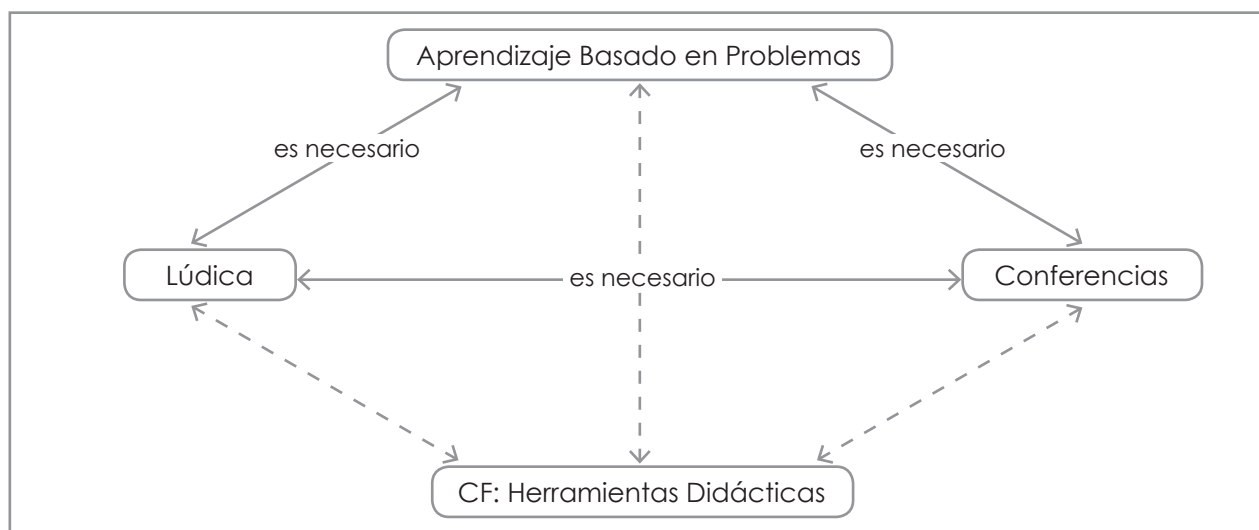 Aprendizaje Basado en Problemas
es necesario
es necesario
Lúdica
es necesario
Conferencias
CF: Herramientas Didácticas